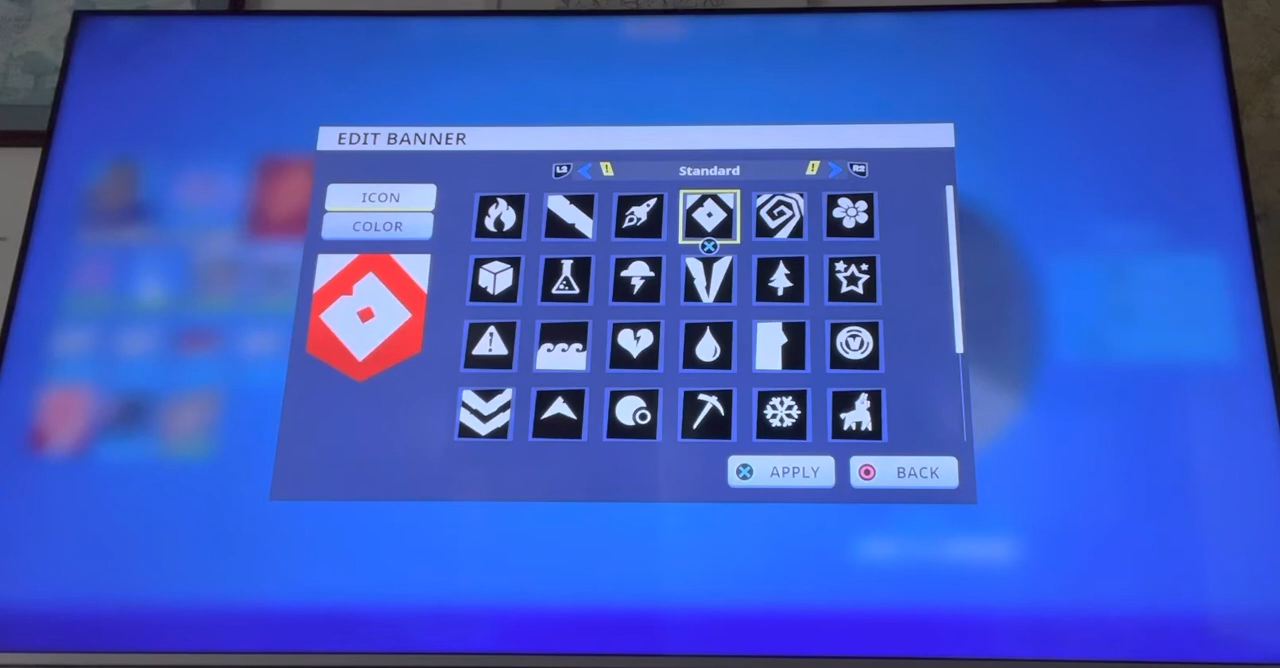 EDIT BANNER
L2 ! Standard ! R2
ICON
COLOR
!
V
APPLY
BACK